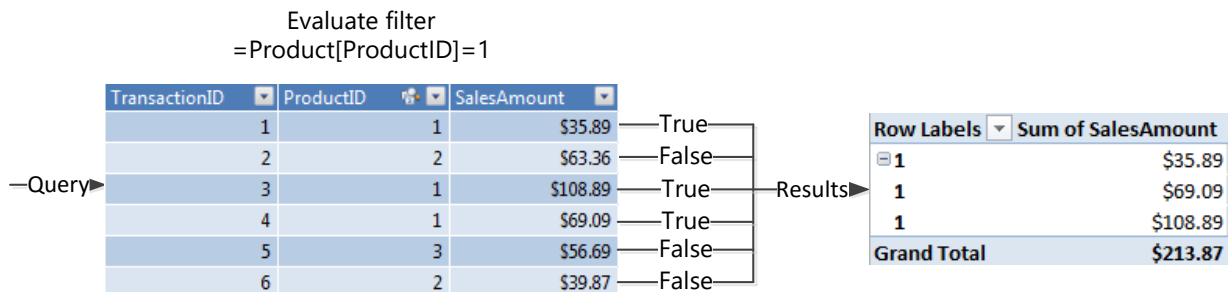 Evaluate filter
=Product[ProductID]=1
TransactionID ProductID SalesAmount
1 1 $35.89 True
2 2 $63.36 False
Query 3 1 $108.89 True Results
4 1 $69.09 True
5 3 $56.69 False
6 2 $39.87 False
Row Labels Sum of SalesAmount
1 $35.89
1 $69.09
1 $108.89
Grand Total $213.87